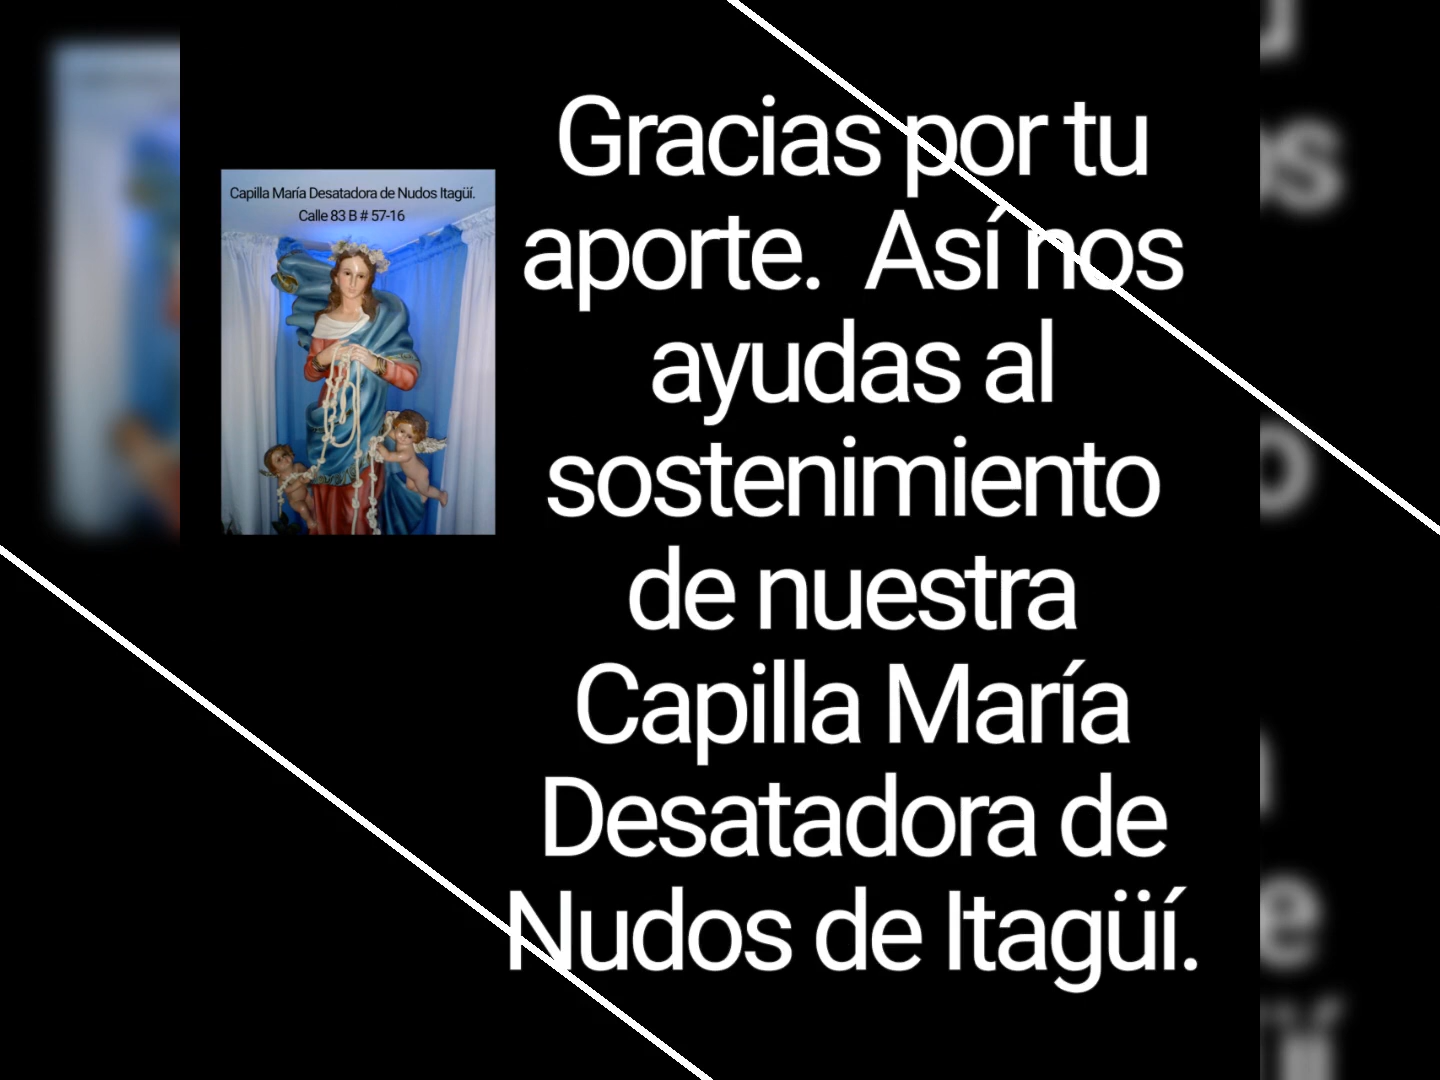 Capilla María Desatadora de Nudos Itagüí.
Calle 83 B # 57-16
Gracias por tu
aporte.  Así nos
ayudas al
sostenimiento
de nuestra
Capilla María
Desatadora de
Nudos de Itagüí.